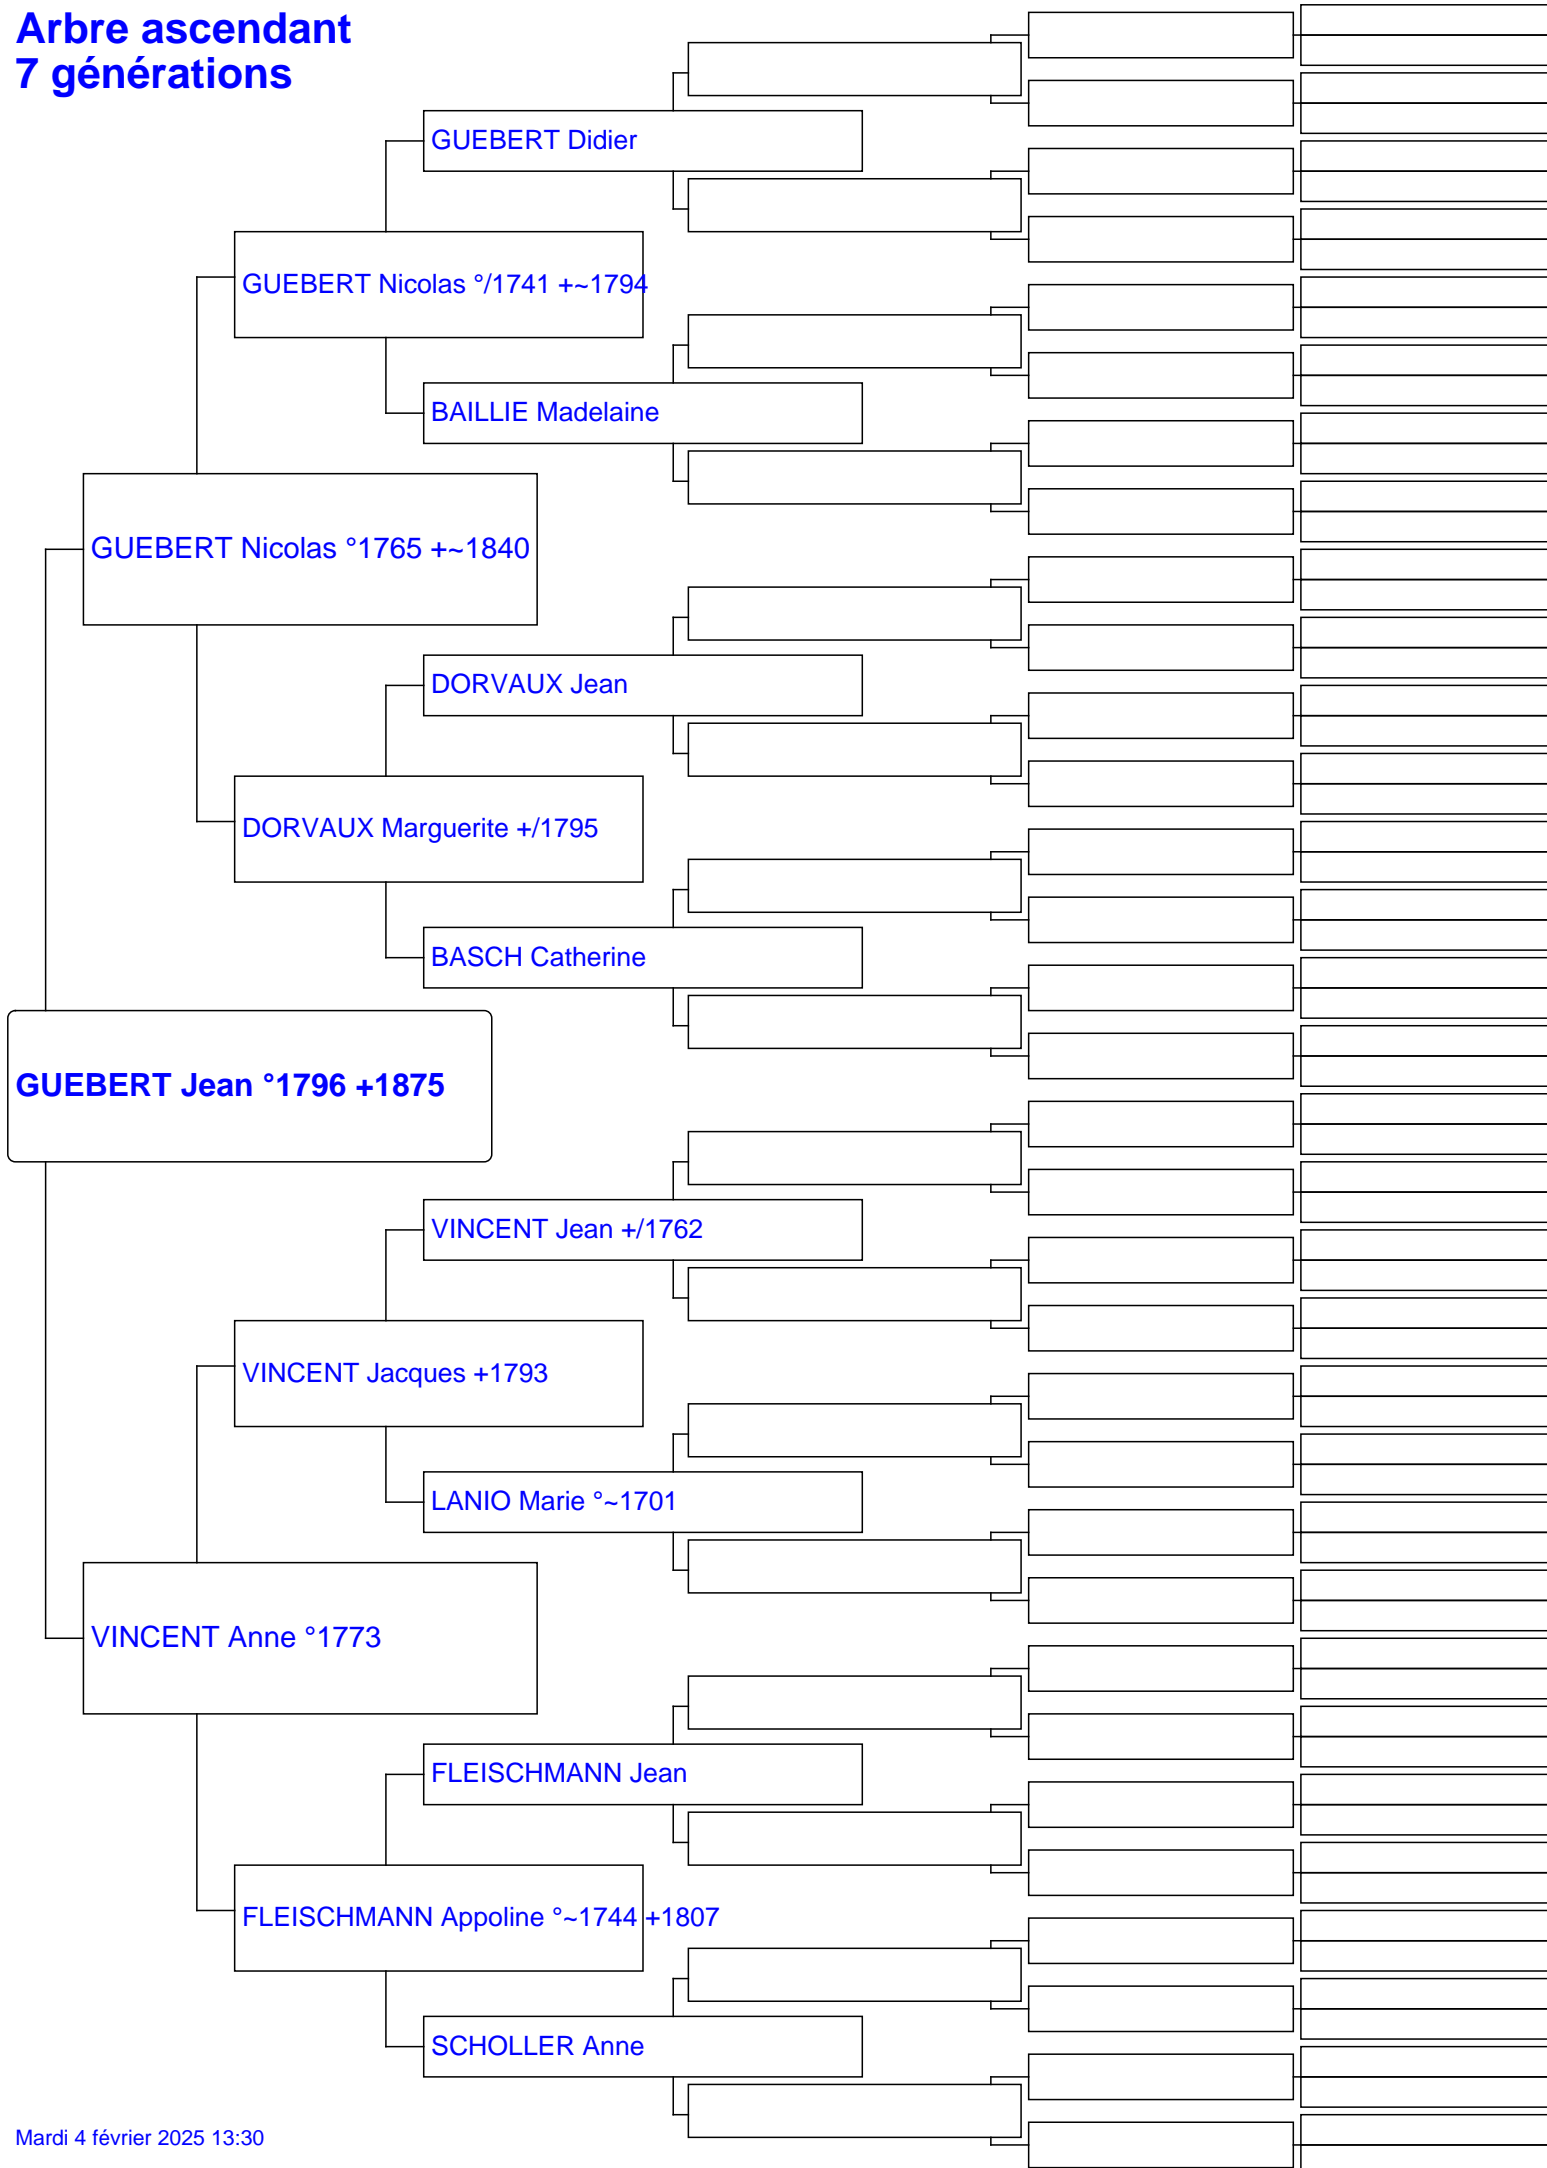 Arbre ascendant
7 générations
GUEBERT Didier
GUEBERT Nicolas °/1741 +~1794
BAILLIE Madelaine
GUEBERT Nicolas °1765 +~1840
DORVAUX Jean
DORVAUX Marguerite +/1795
BASCH Catherine
GUEBERT Jean °1796 +1875
VINCENT Jean +/1762
VINCENT Jacques +1793
LANIO Marie °~1701
VINCENT Anne °1773
FLEISCHMANN Jean
FLEISCHMANN Appoline °~1744 +1807
SCHOLLER Anne
Mardi 4 février 2025 13:30